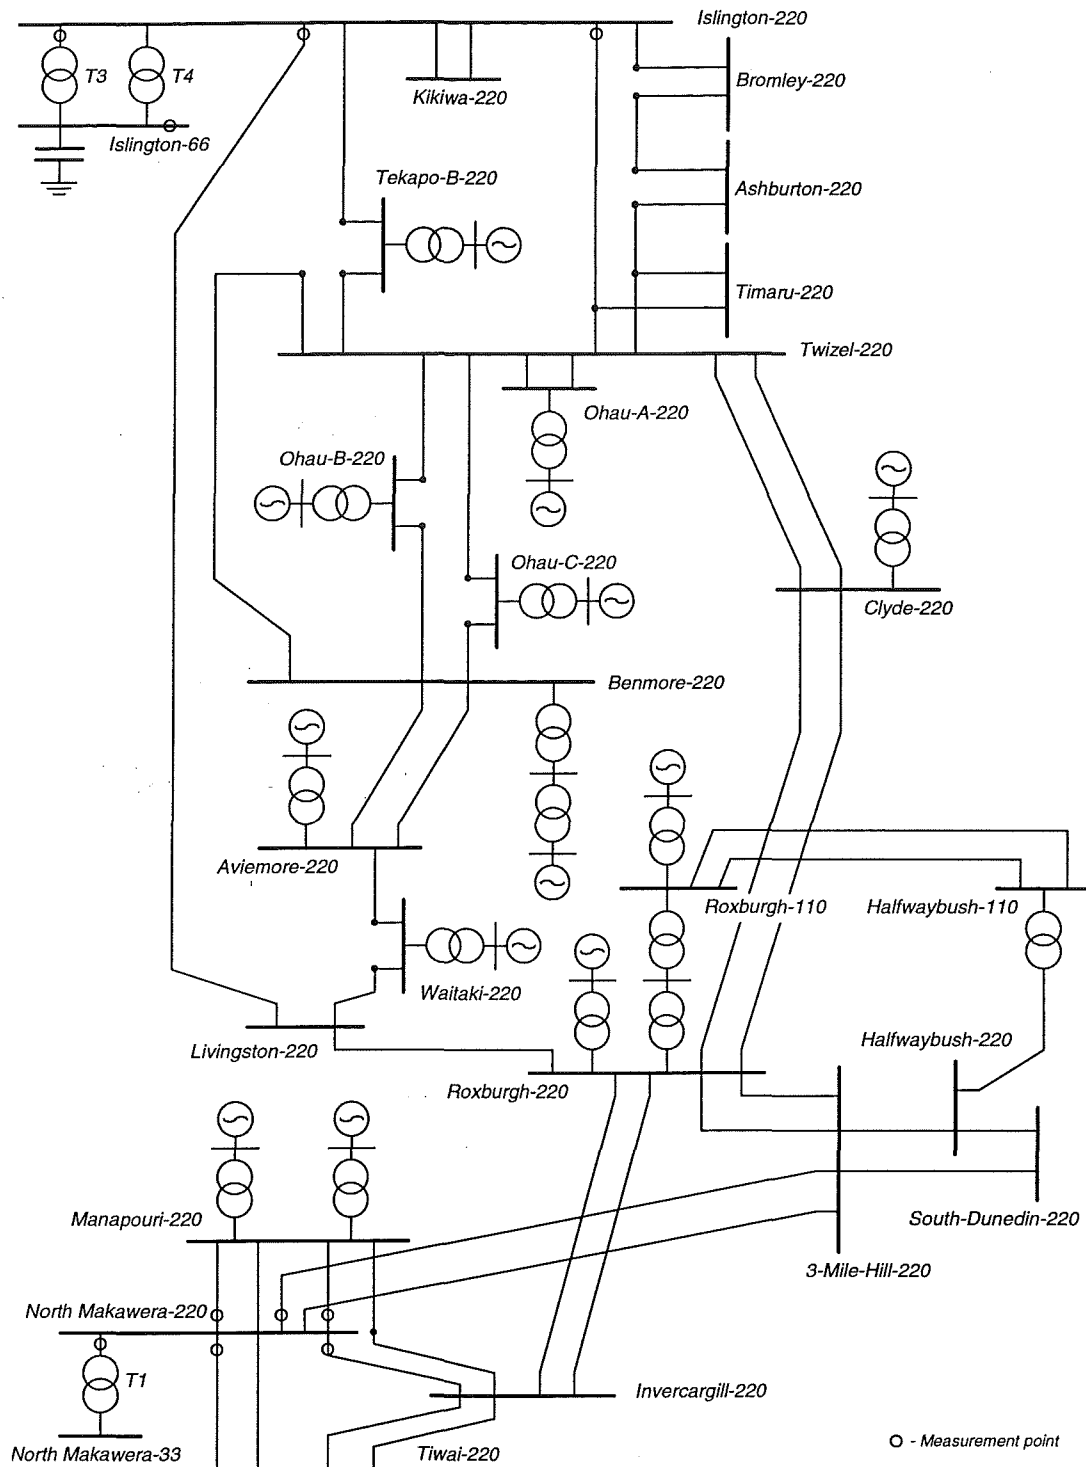 Islington-220
T3
T4
Bromley-220
Kikiwa-220
Islington-66
Tekapo-B-220
Ashburton-220
Timaru-220
Twizel-220
Ohau-A-220
Ohau-B-220
Ohau-C-220
Clyde-220
Benmore-220
Aviemore-220
Roxburgh-110
Halfwaybush-110
Waitaki-220
Livingston-220
Halfwaybush-220
Roxburgh-220
Manapouri-220
South-Dunedin-220
3-Mile-Hill-220
North Makawera-220
T1
Invercargill-220
North Makawera-33
Tiwai-220
- Measurement point